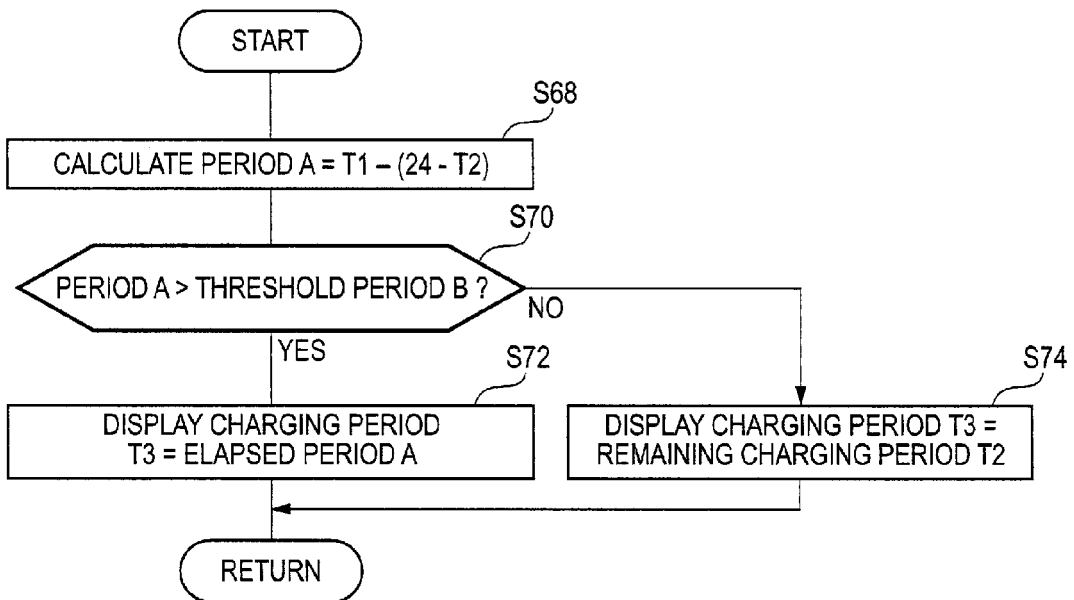 START
S68
CALCULATE PERIOD A = T1 – (24 - T2)
S70
PERIOD A > THRESHOLD PERIOD B ?
NO
YES
S72
DISPLAY CHARGING PERIOD
T3 = ELAPSED PERIOD A
S74
DISPLAY CHARGING PERIOD T3 =
REMAINING CHARGING PERIOD T2
RETURN